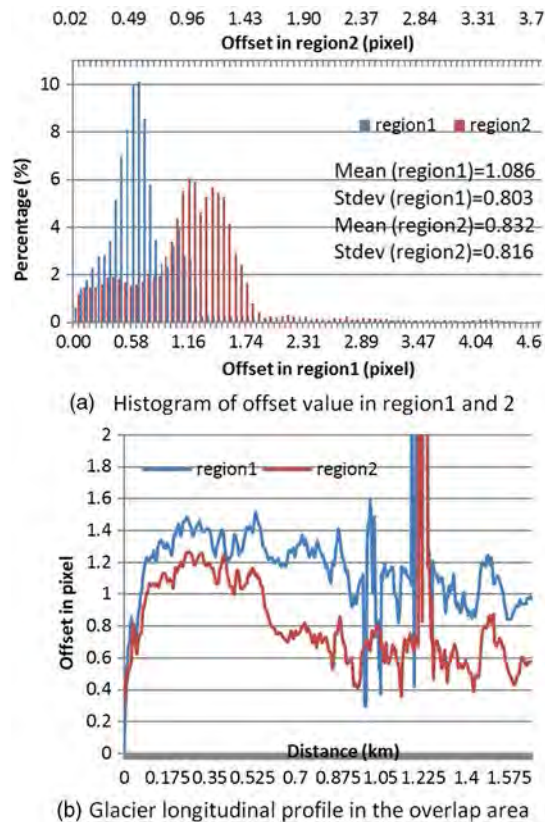 0.02 0.49 0.96 1.43 1.90 2.37 2.84 3.31 3.7
Offset in region2 (pixel)
Percentage (%)
10
8
6
4
2
0
region1 region2
Mean (region1)=1.086
Stdev (region1)=0.803
Mean (region2)=0.832
Stdev (region2)=0.816
0.00 0.58 1.16 1.74 2.31 2.89 3.47 4.04 4.6
Offset in region1 (pixel)
(a) Histogram of offset value in region1 and 2
Offset in pixel
2
1.8
1.6
1.4
1.2
1
0.8
0.6
0.4
0.2
0
region1 region2
Distance (km)
0 0.175 0.35 0.525 0.7 0.875 1.05 1.225 1.4 1.575
(b) Glacier longitudinal profile in the overlap area